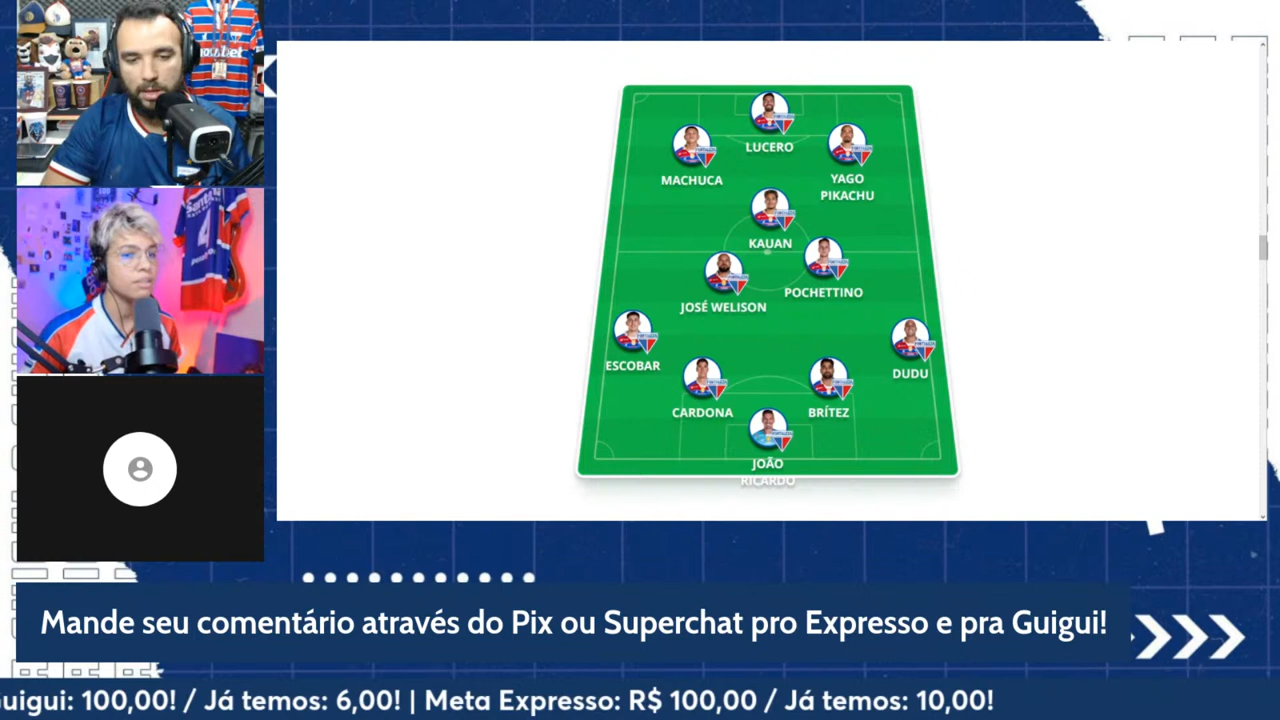 LUCERO
MACHUCA
YAGO
PIKACHU
KAUAN
POCHETTINO
JOSÉ WELISON
ESCOBAR
DUDU
CARDONA
BRÍTEZ
JOÃO
RICARDO
Mande seu comentário através do Pix ou Superchat pro Expresso e pra Guigui!
uigui: 100,00! / Já temos: 6,00! | Meta Expresso: R$ 100,00 / Já temos: 10,00!